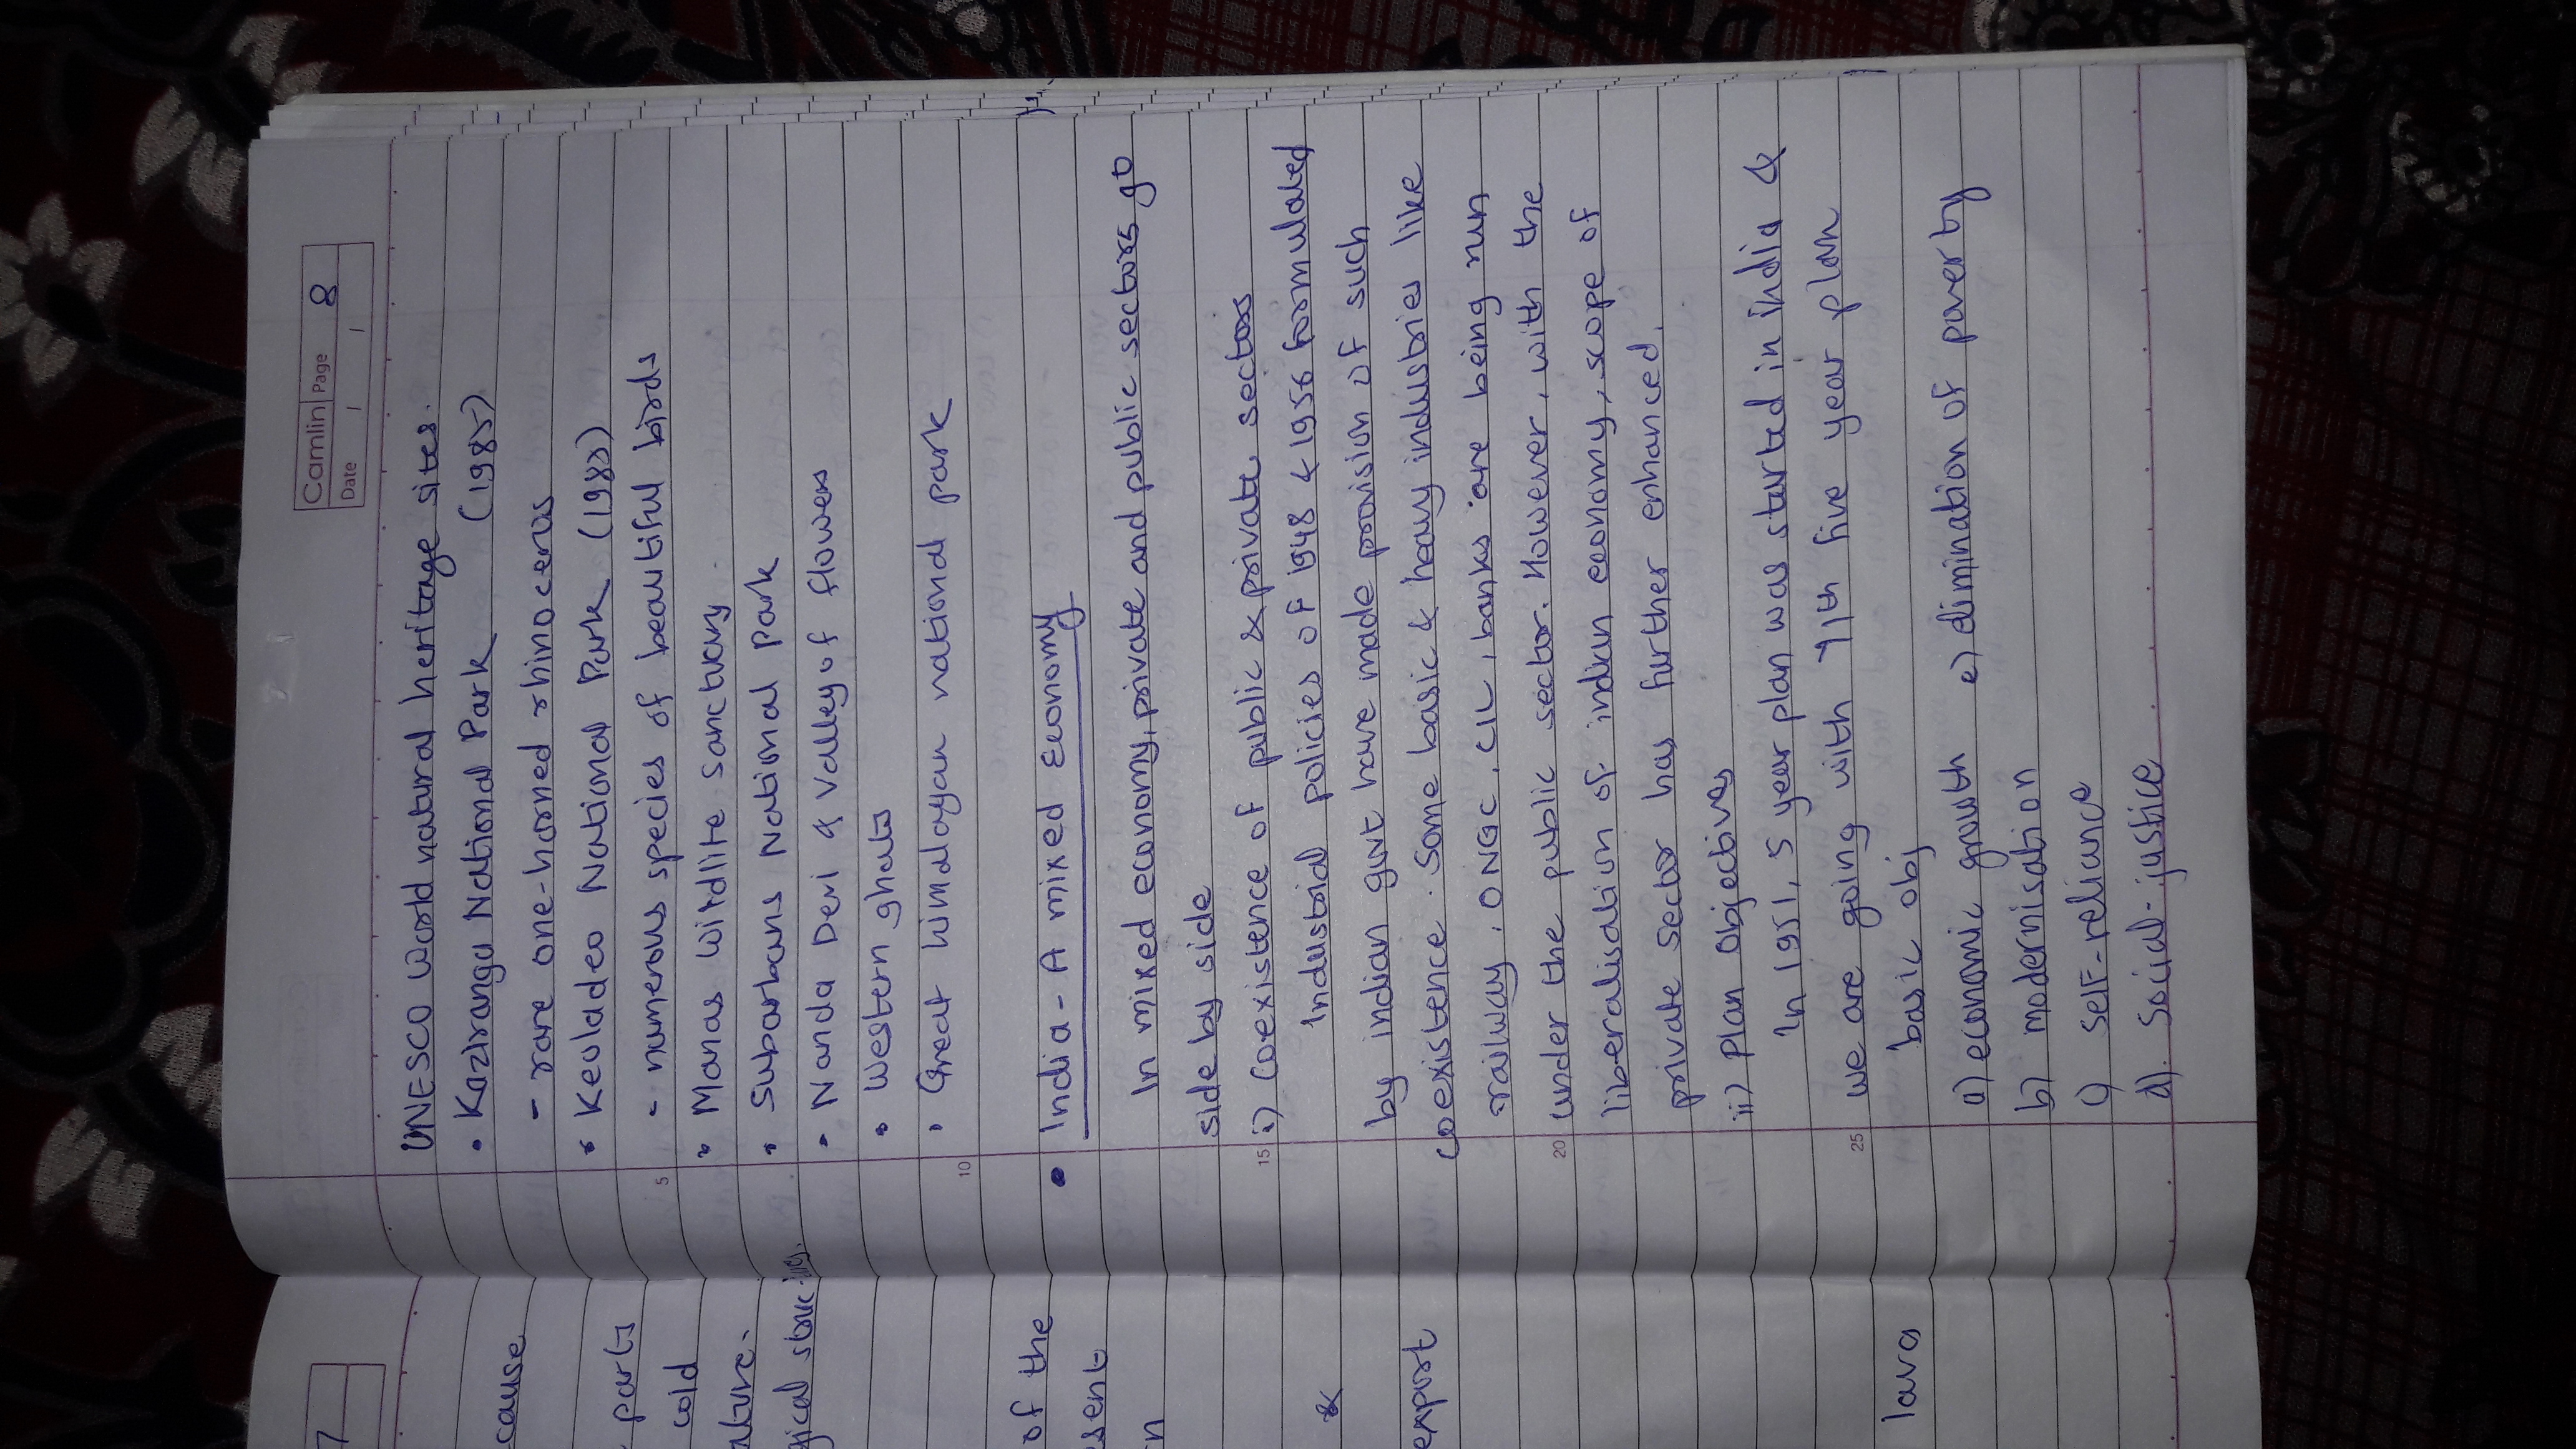 7
cause
parts
cold
ature.
gical struc
of the
sent
n
&
export
lava
Camlin Page 8
Date / /
UNESCO World natural heritage sites.
• Kaziranga National Park (1985)
- rare one-horned rhinoceros
• Keoladeo National Park (1985)
5 - numerous species of beautiful birds
• Manas Wildlife Sanctuary
• Subarbans National Park
• Nanda Devi & Valley of flowers
• Western ghats
• Great himalayan national park
10
• India - A mixed Economy
In mixed economy, private and public sectors go
side by side
15 i) Coexistence of public & private sectors
Industrial policies of 1948 & 1956 formulated
by indian govt have made provision of such
coexistence. Some basic & heavy industries like
railway, ONGC, CIL, banks are being run
20 under the public sector. However, with the
liberalisation of indian economy, scope of
private sector has further enhanced.
ii) Plan Objectives
In 1951, 5 year plan was started in india &
25 we are going with 11th five year plan
basic obj
a) economic growth e) elimination of poverty
b) modernisation
c) self-reliance
d). Social-justice